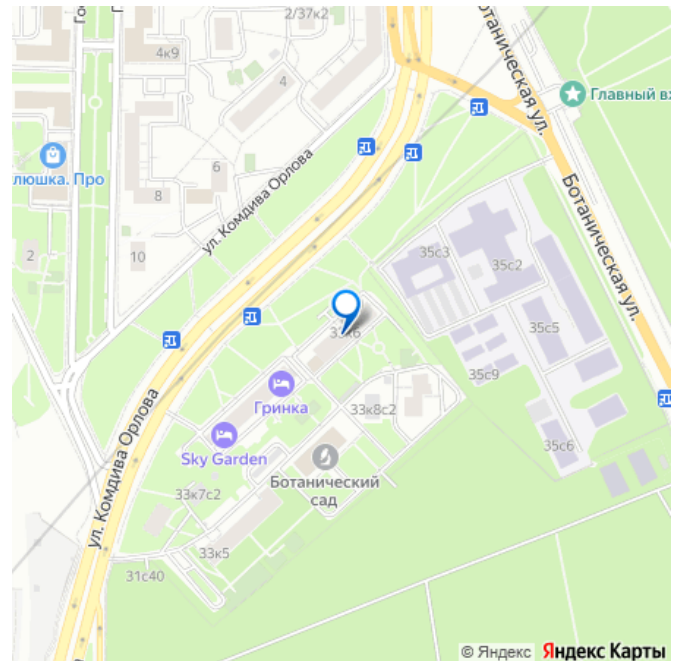 2/37к2
4к9
4
Ботаническая ул.
Главный вх
люшка. Про
6
8
ул. Комдива Орлова
2
10
35с3
35с2
Ботаническая ул.
35с5
33к6
35с9
Гринка
33к8с2
Sky Garden
35с6
Ботанический
сад
ул. Комдива Орлова
33к7с2
33к5
31с40
© Яндекс Яндекс Карты